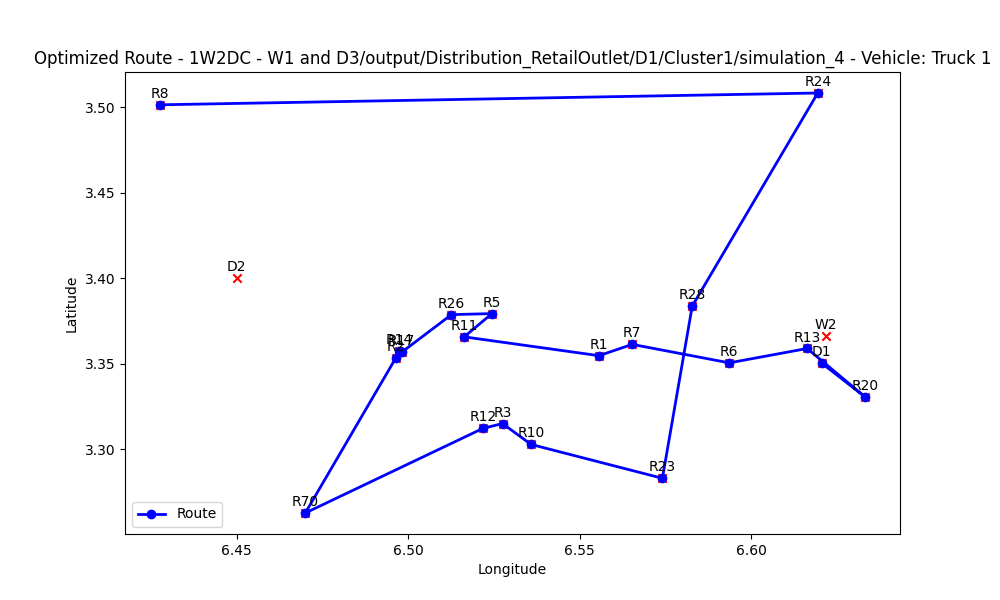 Optimized Route - 1W2DC - W1 and D3/output/Distribution_RetailOutlet/D1/Cluster1/simulation_4 - Vehicle: Truck 1
R8
R24
3.50
3.45
D2
3.40
R26
R5
R28
R11
W2
R7
R13
R1
R6
D1
3.35
R20
R12
R3
R10
3.30
R23
R70
Route
6.45
6.50
6.55
6.60
Longitude
Latitude